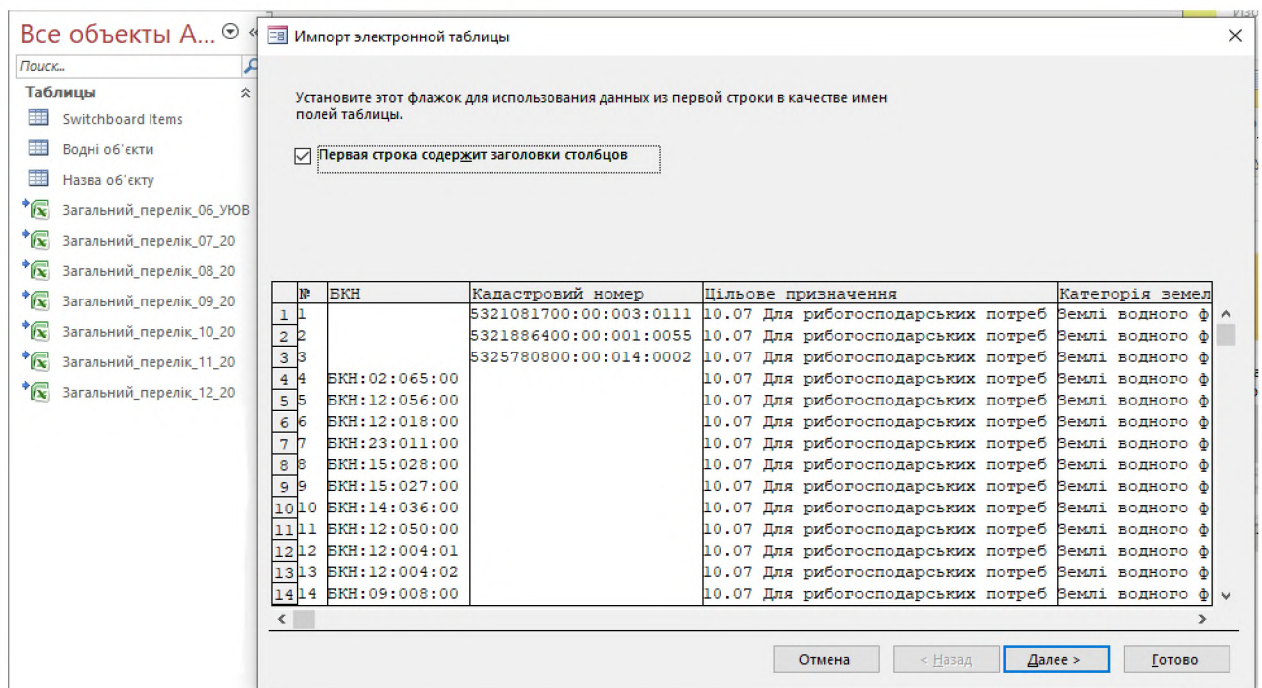 Все объекты A...
Поиск...
Таблицы
Switchboard Items
Водні об'єкти
Назва об'єкту
Загальний_перелік_06_УЮВ
Загальний_перелік_07_20
Загальний_перелік_08_20
Загальний_перелік_09_20
Загальний_перелік_10_20
Загальний_перелік_11_20
Загальний_перелік_12_20
Импорт электронной таблицы
Установите этот флажок для использования данных из первой строки в качестве имен
полей таблицы.
Первая строка содержит заголовки столбцов
№ БКН Кадастровий номер Цільове призначення Категорія земел
1 1 5321081700:00:003:0111 10.07 Для рибогосподарських потреб Землі водного ф
2 2 5321886400:00:001:0055 10.07 Для рибогосподарських потреб Землі водного ф
3 3 5325780800:00:014:0002 10.07 Для рибогосподарських потреб Землі водного ф
4 4 БКН:02:065:00 10.07 Для рибогосподарських потреб Землі водного ф
5 5 БКН:12:056:00 10.07 Для рибогосподарських потреб Землі водного ф
6 6 БКН:12:018:00 10.07 Для рибогосподарських потреб Землі водного ф
7 7 БКН:23:011:00 10.07 Для рибогосподарських потреб Землі водного ф
8 8 БКН:15:028:00 10.07 Для рибогосподарських потреб Землі водного ф
9 9 БКН:15:027:00 10.07 Для рибогосподарських потреб Землі водного ф
10 10 БКН:14:036:00 10.07 Для рибогосподарських потреб Землі водного ф
11 11 БКН:12:050:00 10.07 Для рибогосподарських потреб Землі водного ф
12 12 БКН:12:004:01 10.07 Для рибогосподарських потреб Землі водного ф
13 13 БКН:12:004:02 10.07 Для рибогосподарських потреб Землі водного ф
14 14 БКН:09:008:00 10.07 Для рибогосподарських потреб Землі водного ф
Отмена < Назад Далее > Готово